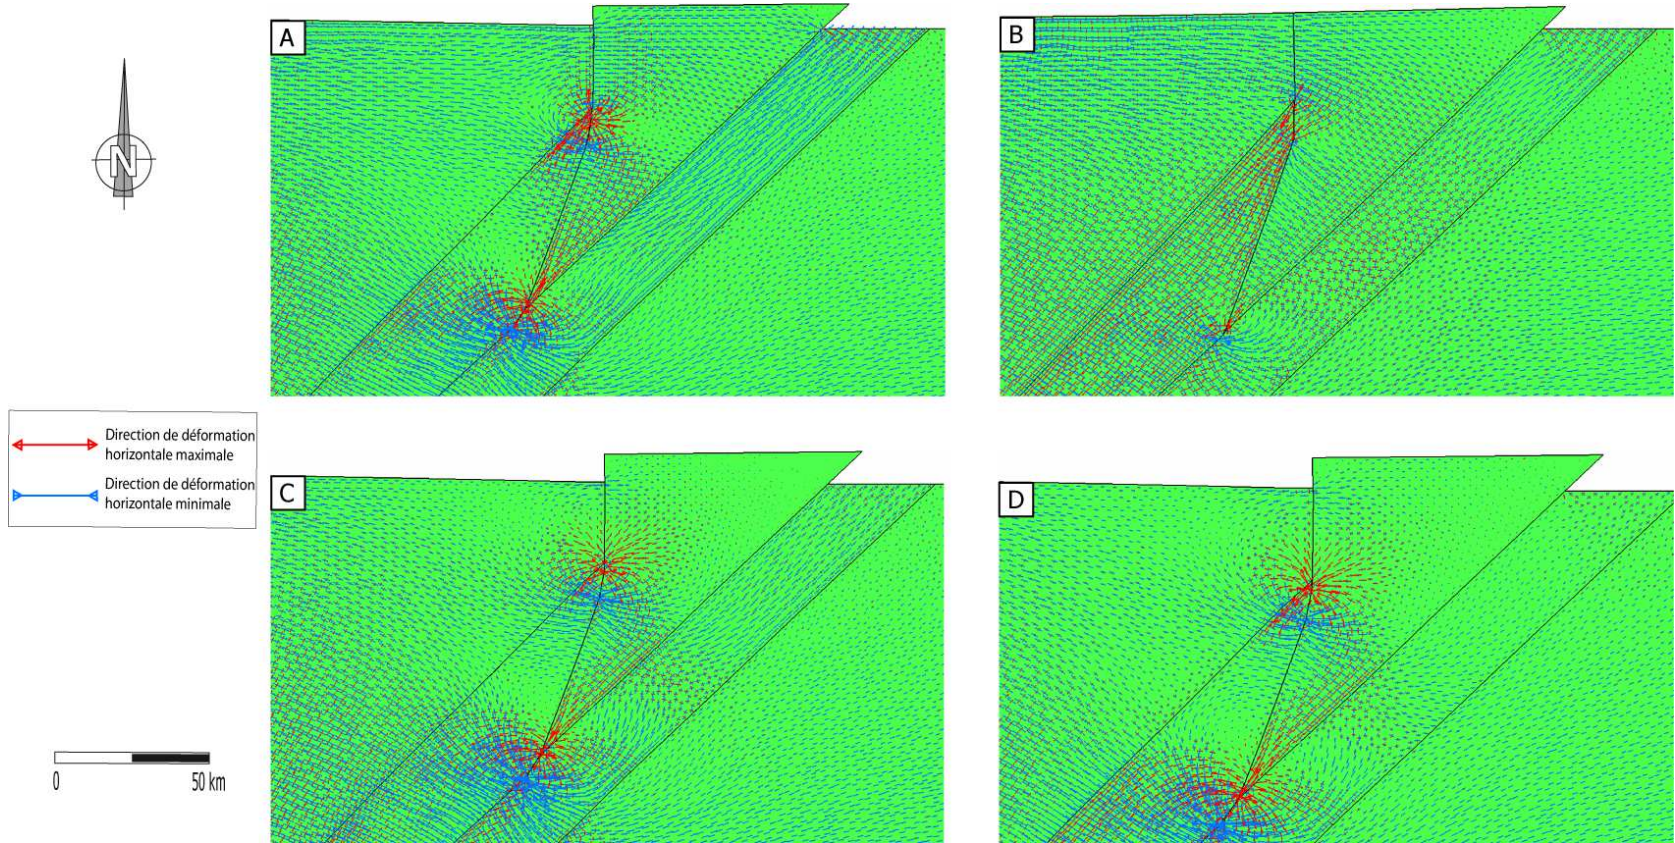 A
B
N
Direction de déformation
horizontale maximale
Direction de déformation
horizontale minimale
C
D
0 50 km